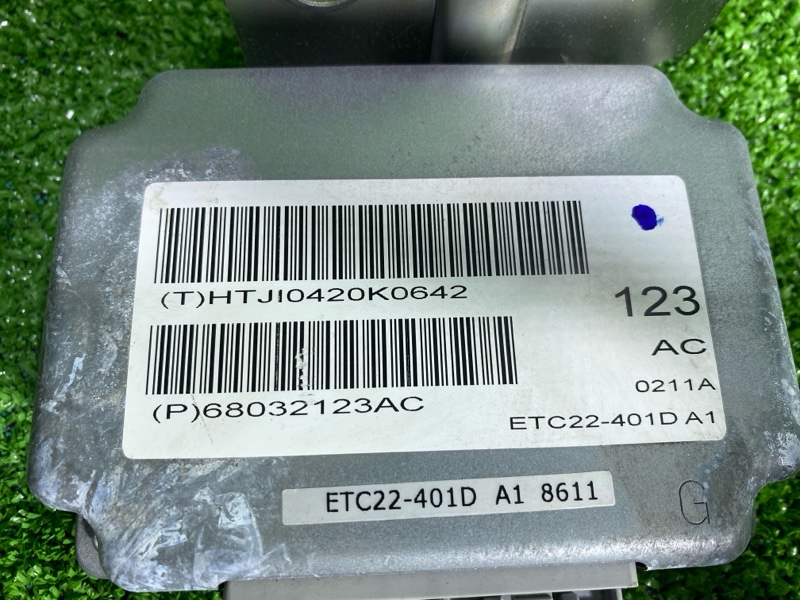 (T)HTJI0420K0642
123
AC
(P)68032123AC
0211A
ETC22-401D A1
ETC22-401D A1 8611
G